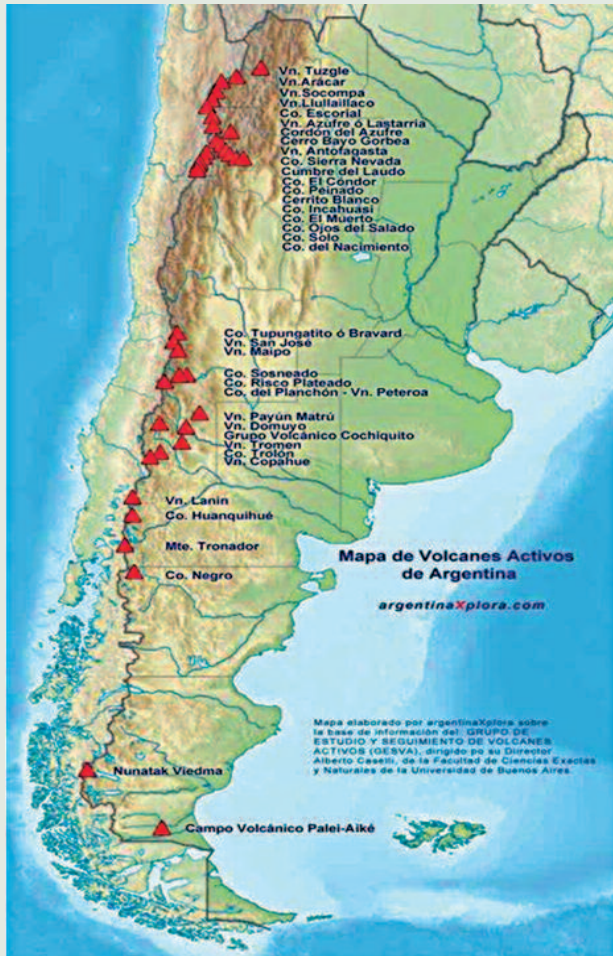 Vn. Tuzgle
Vn.Arácar
Vn.Socompa
Vn.Llullaillaco
Co. Escorial
Vn. Azufre ó Lastarria
Cordón del Azufre
Cerro Bayo Gorbea
Vn. Antofagasta
Co. Sierra Nevada
Cumbre del Laudo
Co. El Cóndor
Co. Peinado
Cerrito Blanco
Co. Incahuasi
Co. El Muerto
Co. Ojos del Salado
Co. Solo
Co. del Nacimiento
Co. Tupungatito ó Bravard
Vn. San José
Vn. Maipo
Co. Sosneado
Co. Risco Plateado
Co. del Planchón - Vn. Peteroa
Vn. Payún Matrú
Vn. Domuyo
Grupo Volcánico Cochiquito
Vn. Tromen
Co. Trolón
Vn. Copahue
Vn. Lanín
Co. Huanquihué
Mte. Tronador
Co. Negro
Mapa de Volcanes Activos
de Argentina
argentinaXplora.com
Mapa elaborado por argentinaXplora sobre
la base de información del: GRUPO DE
ESTUDIO Y SEGUIMIENTO DE VOLCANES
ACTIVOS (GESVA), dirigido po su Director
Alberto Caselli, de la Facultad de Ciencias Exactas
y Naturales de la Universidad de Buenos Aires.
Nunatak Viedma
Campo Volcánico Palei-Aiké